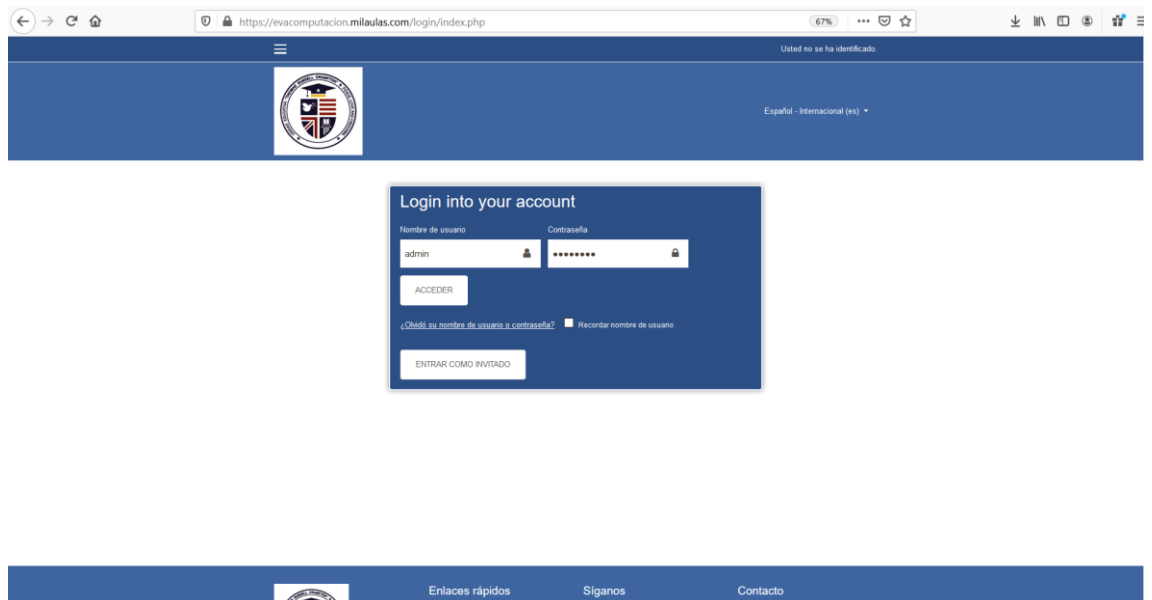 https://evacomputacion.milaulas.com/login/index.php
67%
Usted no se ha identificado.
Español - Internacional (es)
Login into your account
Nombre de usuario
Contraseña
admin
••••••••
ACCEDER
¿Olvidó su nombre de usuario o contraseña?
Recordar nombre de usuario
ENTRAR COMO INVITADO
Enlaces rápidos
Síganos
Contacto